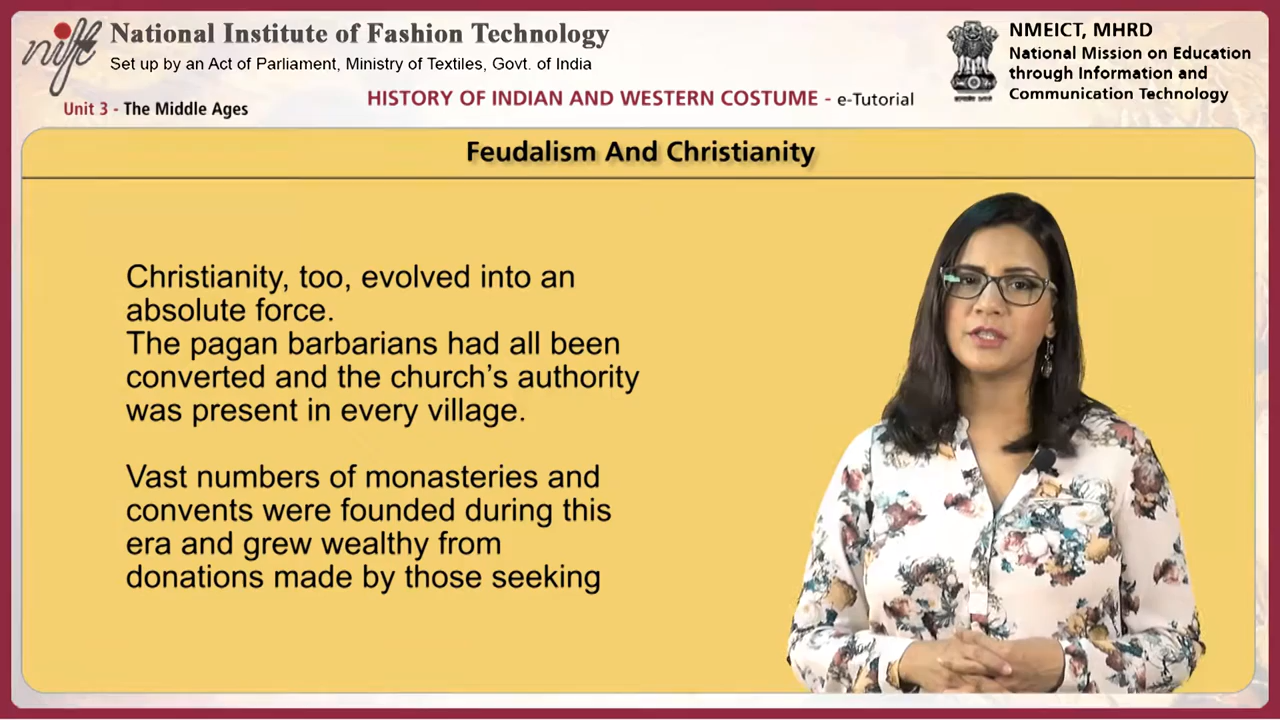 nift
National Institute of Fashion Technology
Set up by an Act of Parliament, Ministry of Textiles, Govt. of India
NMEICT, MHRD
National Mission on Education
through Information and
Communication Technology
Unit 3 - The Middle Ages
HISTORY OF INDIAN AND WESTERN COSTUME - e-Tutorial
Feudalism And Christianity
Christianity, too, evolved into an
absolute force.
The pagan barbarians had all been
converted and the church's authority
was present in every village.
Vast numbers of monasteries and
convents were founded during this
era and grew wealthy from
donations made by those seeking